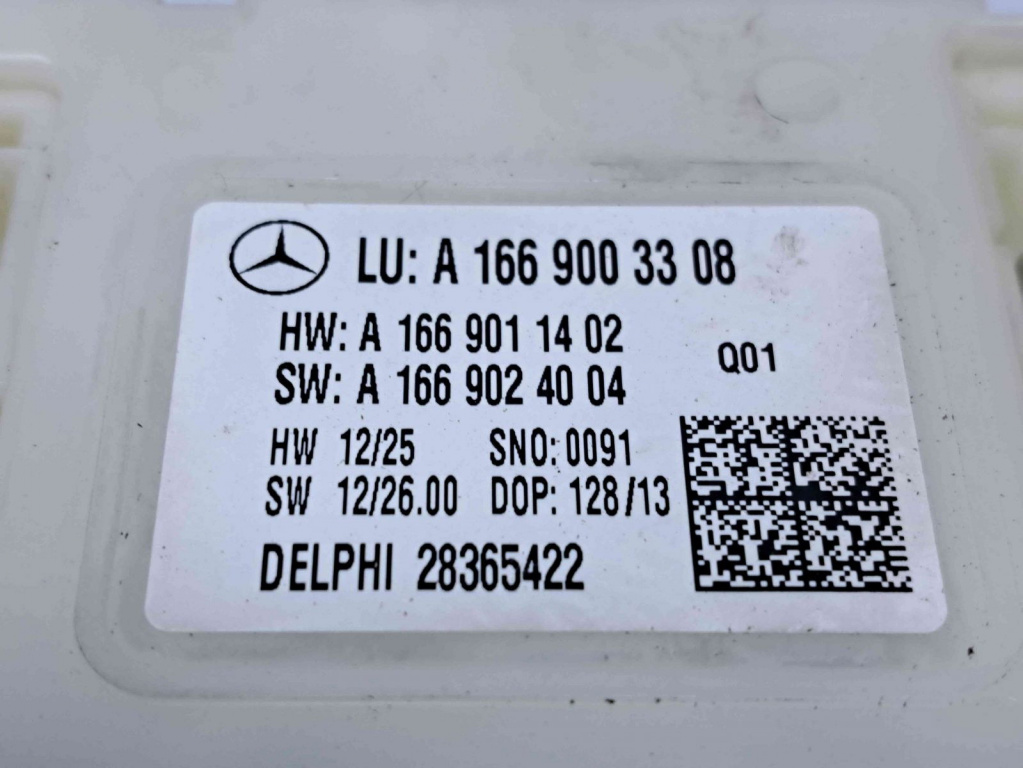 LU: A 166 900 33 08
HW: A 166 901 14 02
SW: A 166 902 40 04
Q01
HW 12/25 SNO: 0091
SW 12/26.00 DOP: 128/13
DELPHI 28365422